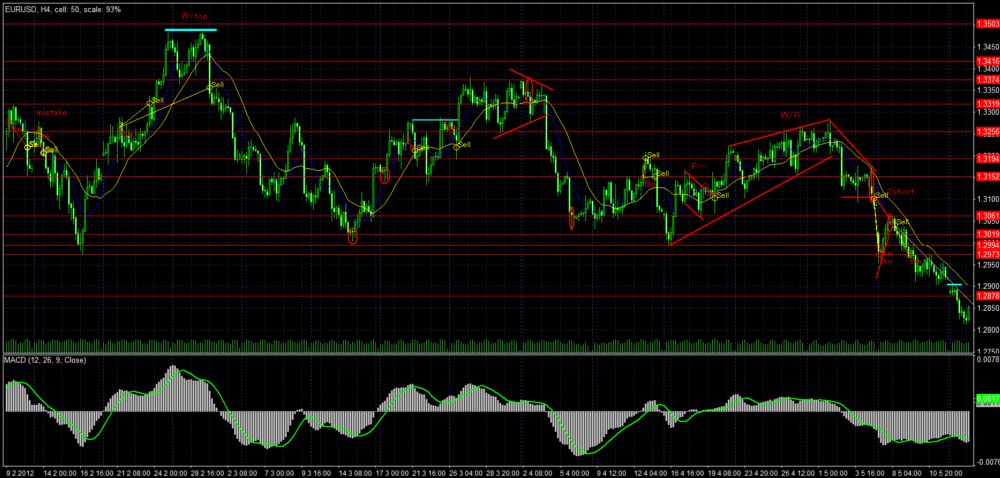 EURUSD, H4, cell: 50, scale: 93%
W-top
1.3503
1.3450
1.3416
1.3400
1.3374
Sell
1.3350
Sell
1.3319
mistake
1.3300
W/R
Buy
1.3256
Sell
Sell
Sell
Sell
Sell
1.3194
Sell
1.3152
Buy
2short
Sell
Sell
1.3100
1.3061
Sell
1.3050
1.3019
1.2994
1.2973
Buy
Buy
Buy
1.2950
1.2900
1.2878
1.2850
1.2800
1.2750
MACD (12, 26, 9, Close)
0.0078
0.0017
-0.0076
9 2 2012 14 2 00:00 16 2 16:00 21 2 08:00 24 2 00:00 28 2 16:00 2 3 08:00 7 3 00:00 9 3 16:00 14 3 08:00 17 3 00:00 21 3 16:00 26 3 04:00 28 3 20:00 2 4 08:00 5 4 00:00 9 4 12:00 12 4 04:00 16 4 16:00 19 4 08:00 23 4 20:00 26 4 12:00 1 5 00:00 3 5 16:00 8 5 04:00 10 5 20:00